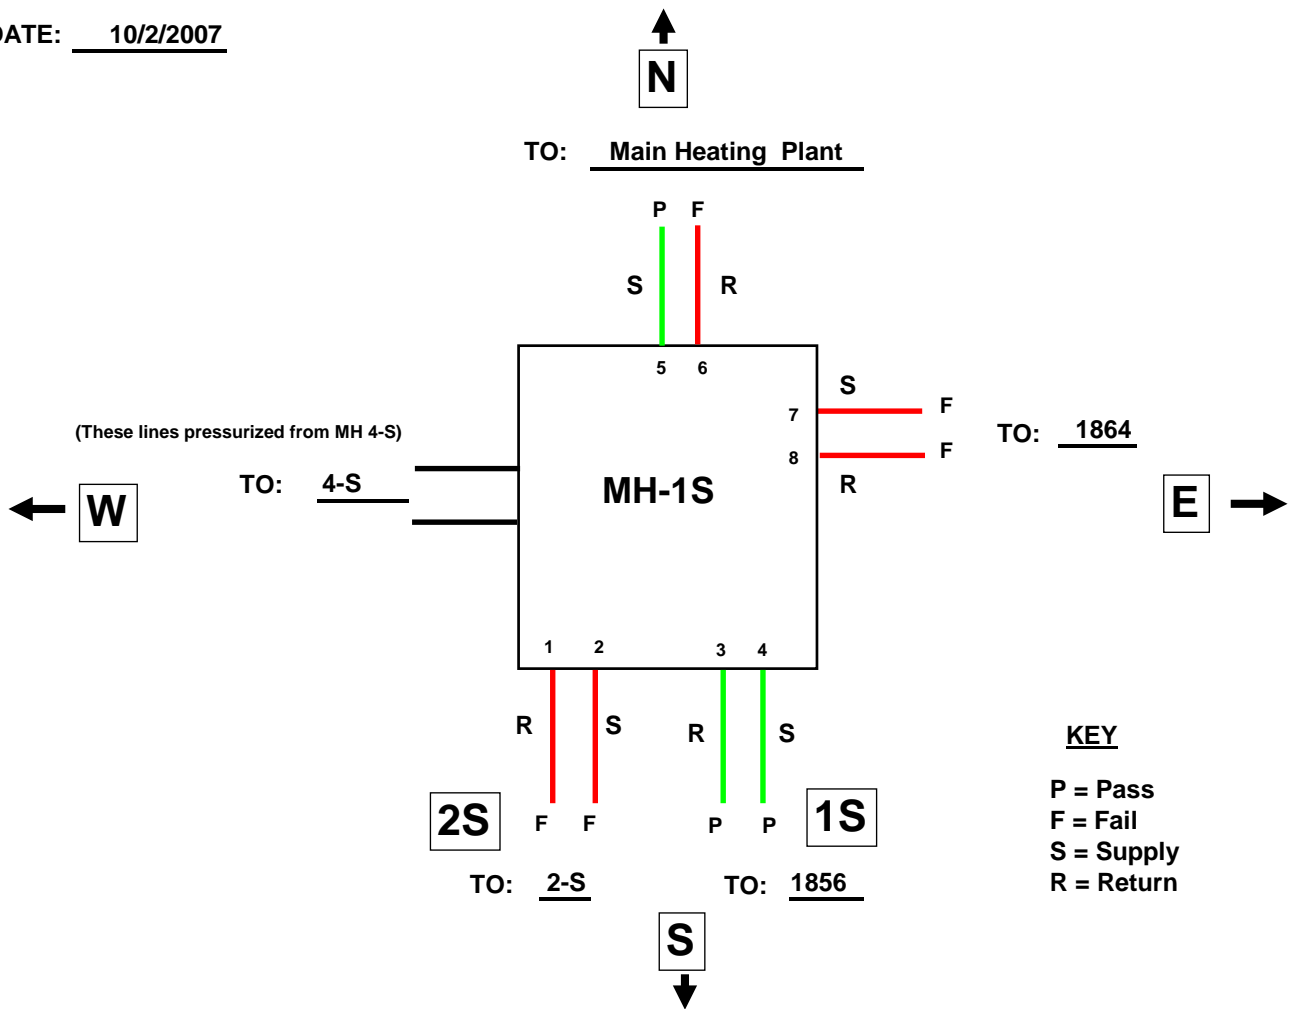 DATE: 10/2/2007
N
TO: Main Heating Plant
P F
S R
5 6
S
7 F
TO: 1864
8 F
R
(These lines pressurized from MH 4-S)
TO: 4-S
W
MH-1S
E
1 2 3 4
R S R S
2S F F P P 1S
TO: 2-S TO: 1856
S
KEY
P = Pass
F = Fail
S = Supply
R = Return